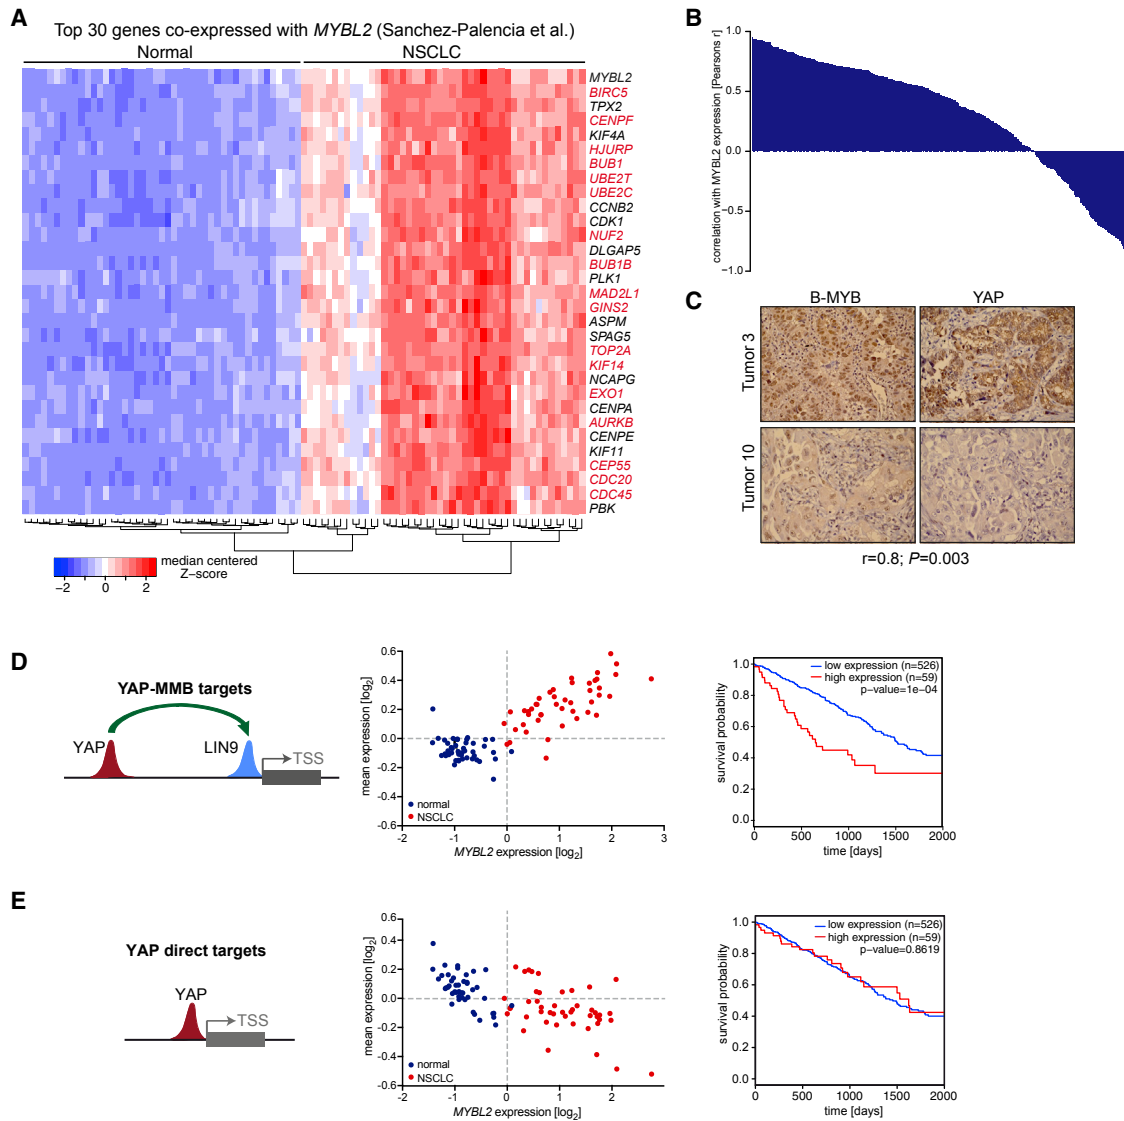 A
Top 30 genes co-expressed with MYBL2 (Sanchez-Palencia et al.)
Normal
NSCLC
MYBL2
BIRC5
TPX2
CENPF
KIF4A
HJURP
BUB1
UBE2T
UBE2C
CCNB2
CDK1
NUF2
DLGAP5
BUB1B
PLK1
MAD2L1
GINS2
ASPM
SPAG5
TOP2A
KIF14
NCAPG
EXO1
CENPA
AURKB
CENPE
KIF11
CEP55
CDC20
CDC45
PBK
median centered
Z-score
−2 0 2
B
correlation with MYBL2 expression [Pearsons r]
1.0
0.5
0.0
−0.5
−1.0
C
B-MYB
YAP
Tumor 3
Tumor 10
r=0.8; P=0.003
D
YAP-MMB targets
YAP
LIN9
TSS
mean expression [log2]
0.6
0.4
0.2
0.0
-0.2
-0.4
-0.6
normal
NSCLC
-2 -1 0 1 2 3
MYBL2 expression [log2]
survival probability
1.0
0.8
0.6
0.4
0.2
0.0
low expression (n=526)
high expression (n=59)
p−value=1e−04
0 500 1000 1500 2000
time [days]
E
YAP direct targets
YAP
TSS
mean expression [log2]
0.6
0.4
0.2
0.0
-0.2
-0.4
-0.6
normal
NSCLC
-2 -1 0 1 2
MYBL2 expression [log2]
survival probability
1.0
0.8
0.6
0.4
0.2
0.0
low expression (n=526)
high expression (n=59)
p−value=0.8619
0 500 1000 1500 2000
time [days]